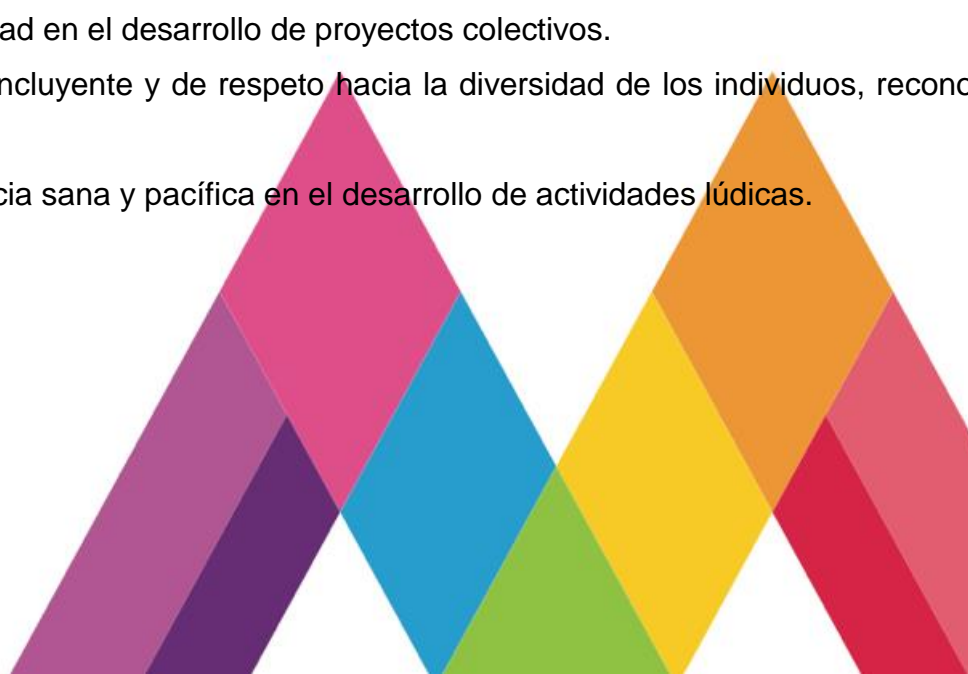 ad en el desarrollo de proyectos colectivos.
ncluyente y de respeto hacia la diversidad de los individuos, recono
cia sana y pacífica en el desarrollo de actividades lúdicas.